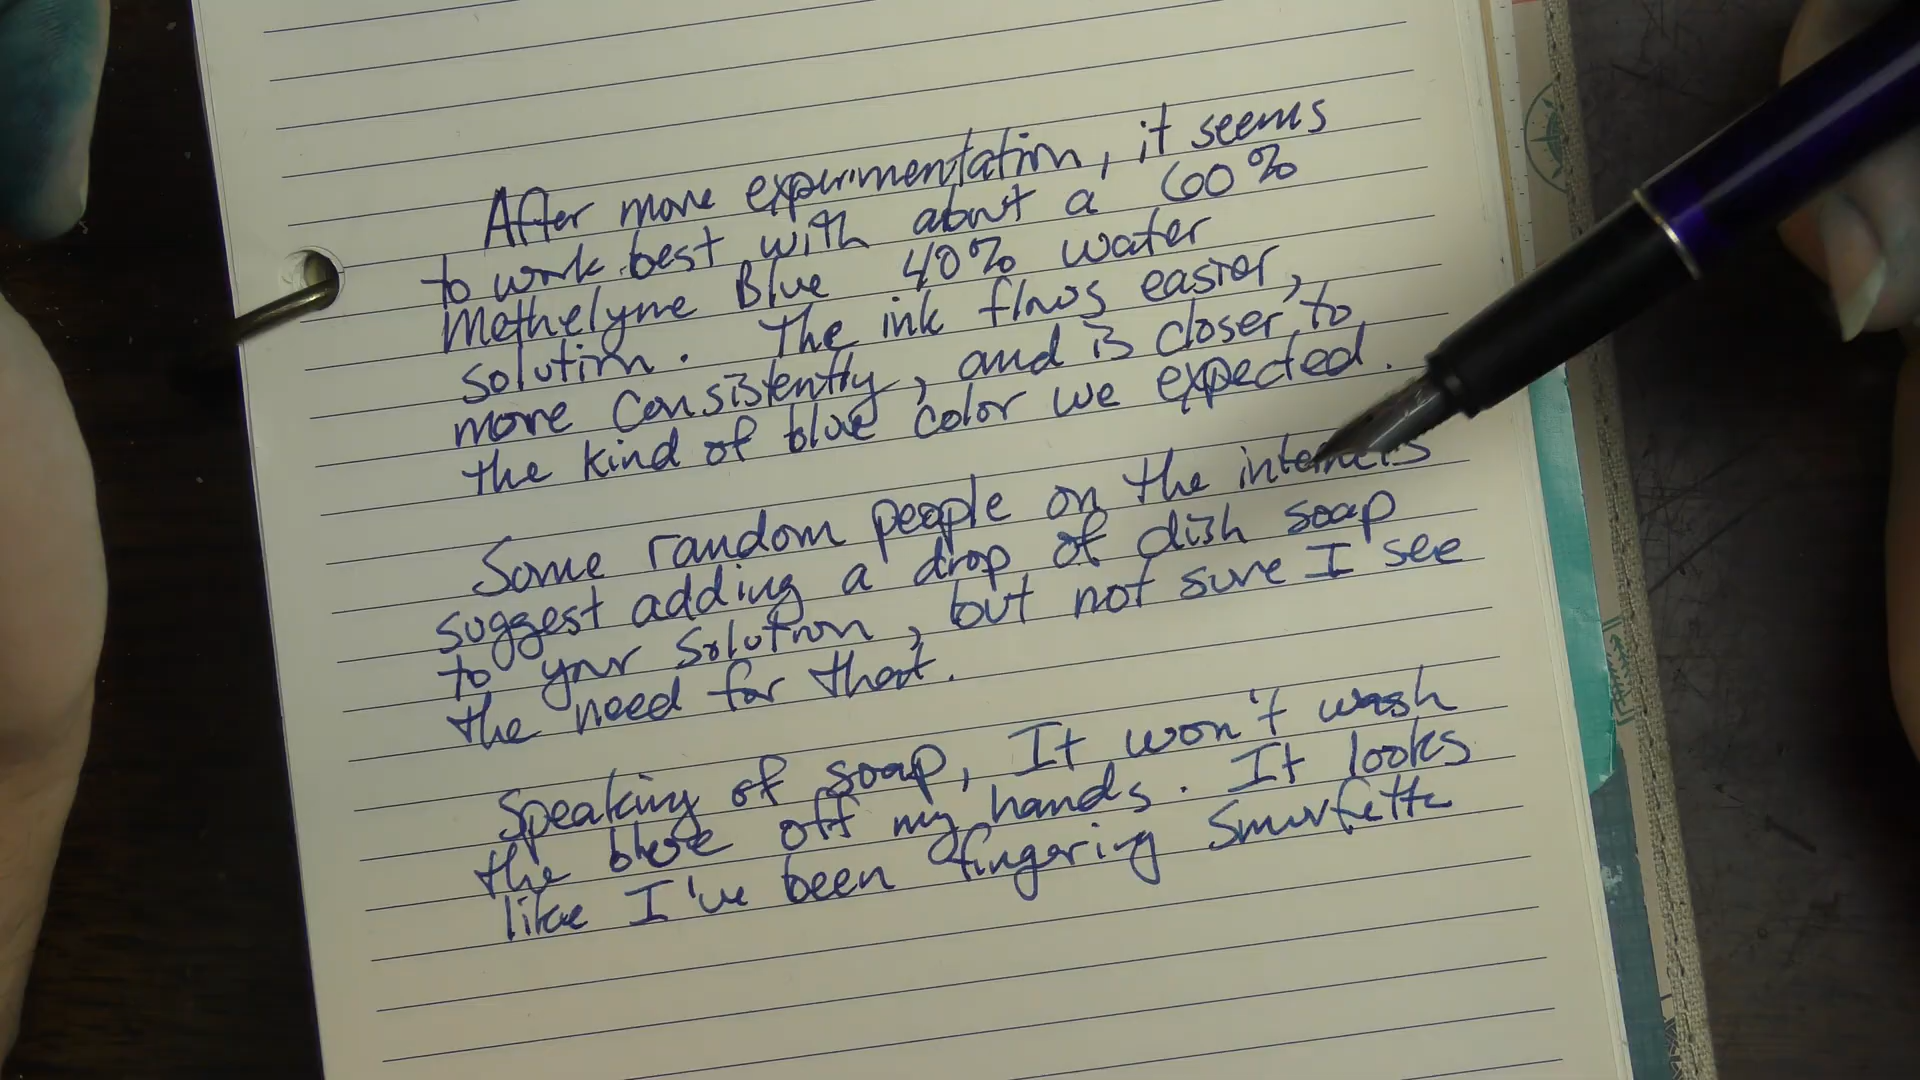 After more experimentation, it seems
to work best with about a 60%
Methelyne Blue 40% water
solution. The ink flows easier,
more consistently, and is closer to
the kind of blue color we expected.
Some random people on the internets
suggest adding a drop of dish soap
to your solution, but not sure I see
the need for that.
Speaking of soap, It won't wash
the blue off my hands. It looks
like I've been fingering Smurfette